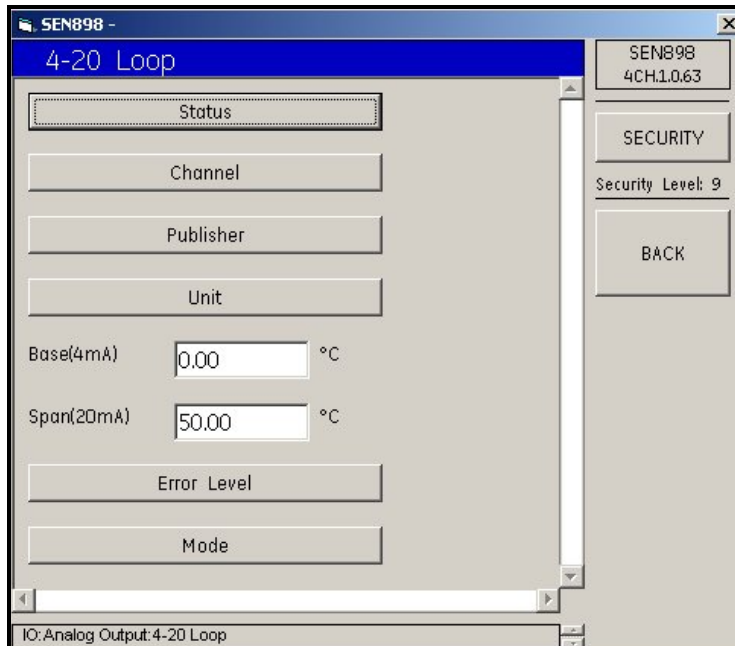 SEN898 -
4-20 Loop
Status
Channel
Publisher
Unit
Base(4mA) 0.00 °C
Span(20mA) 50.00 °C
Error Level
Mode
SEN898
4CH.1.0.63
SECURITY
Security Level: 9
BACK
IO:Analog Output:4-20 Loop